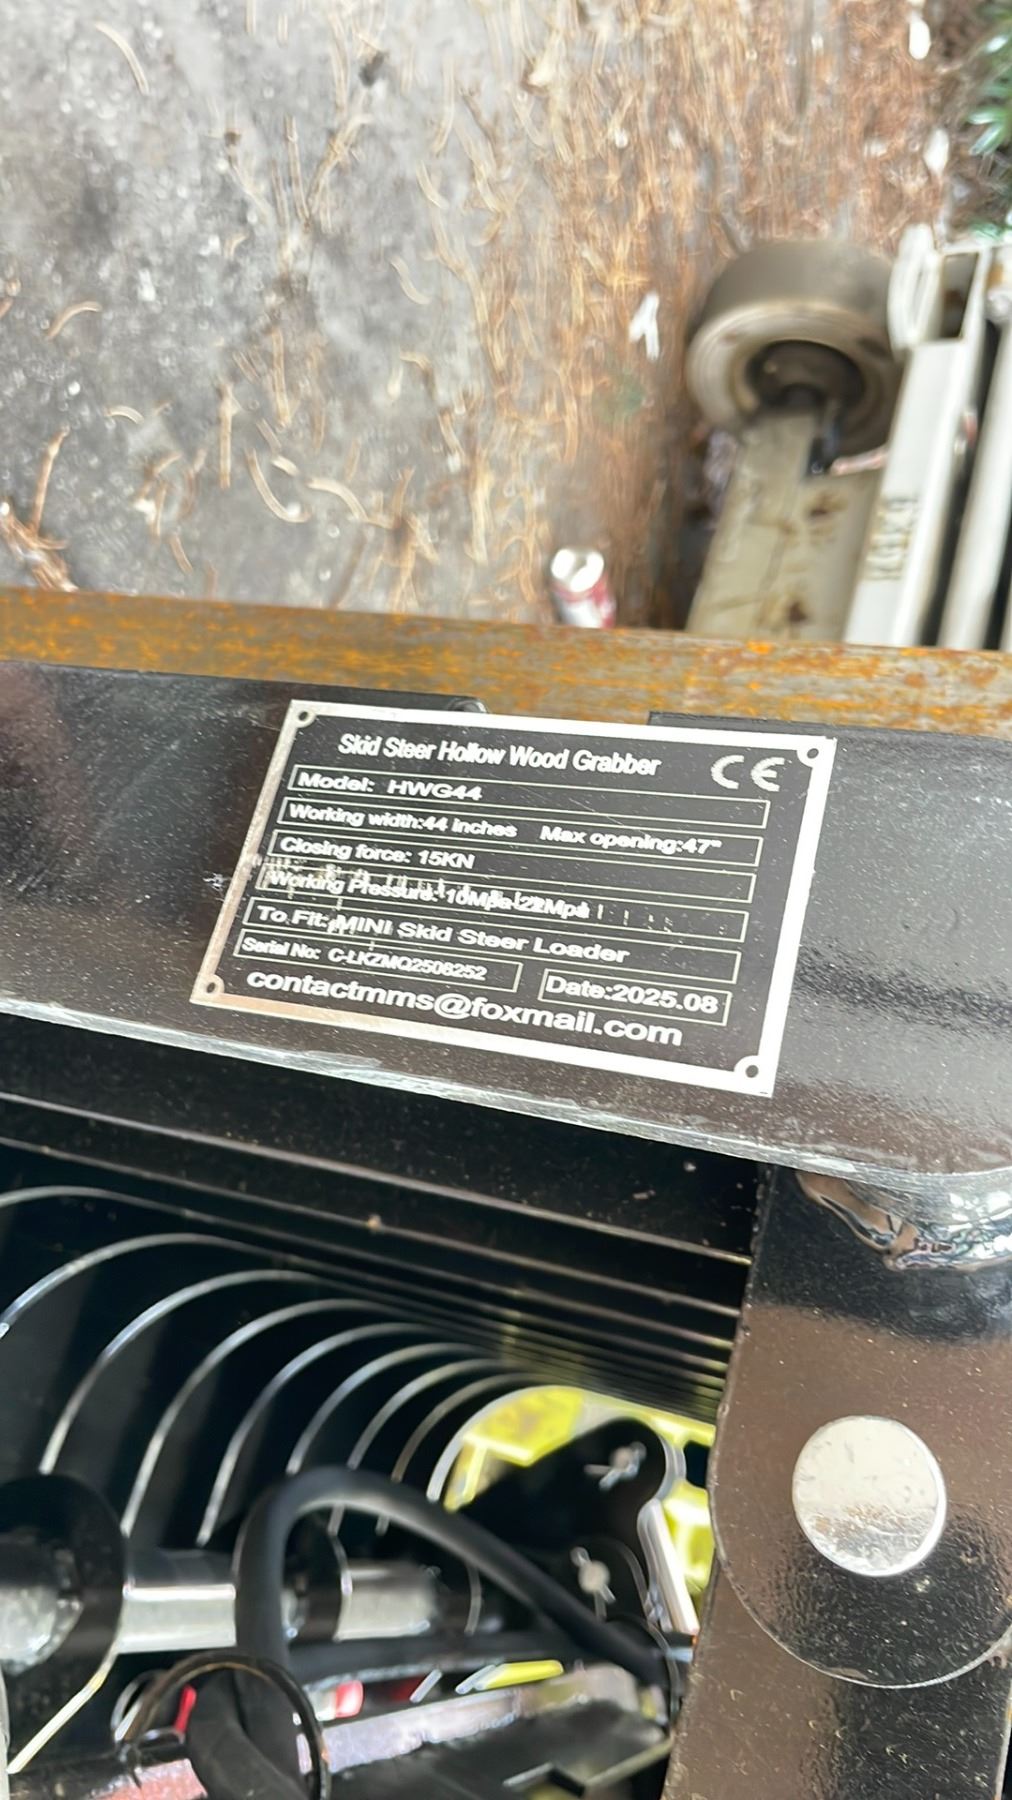 Skid Steer Hollow Wood Grabber CE
Model: HWG44
Working width:44 inches Max opening:47"
Closing force: 15KN
Working Pressure: 16Mpa-22Mpa
To Fit: MINI Skid Steer Loader
Serial No: C-LKZMQ2508252 Date:2025.08
contactmms@foxmail.com